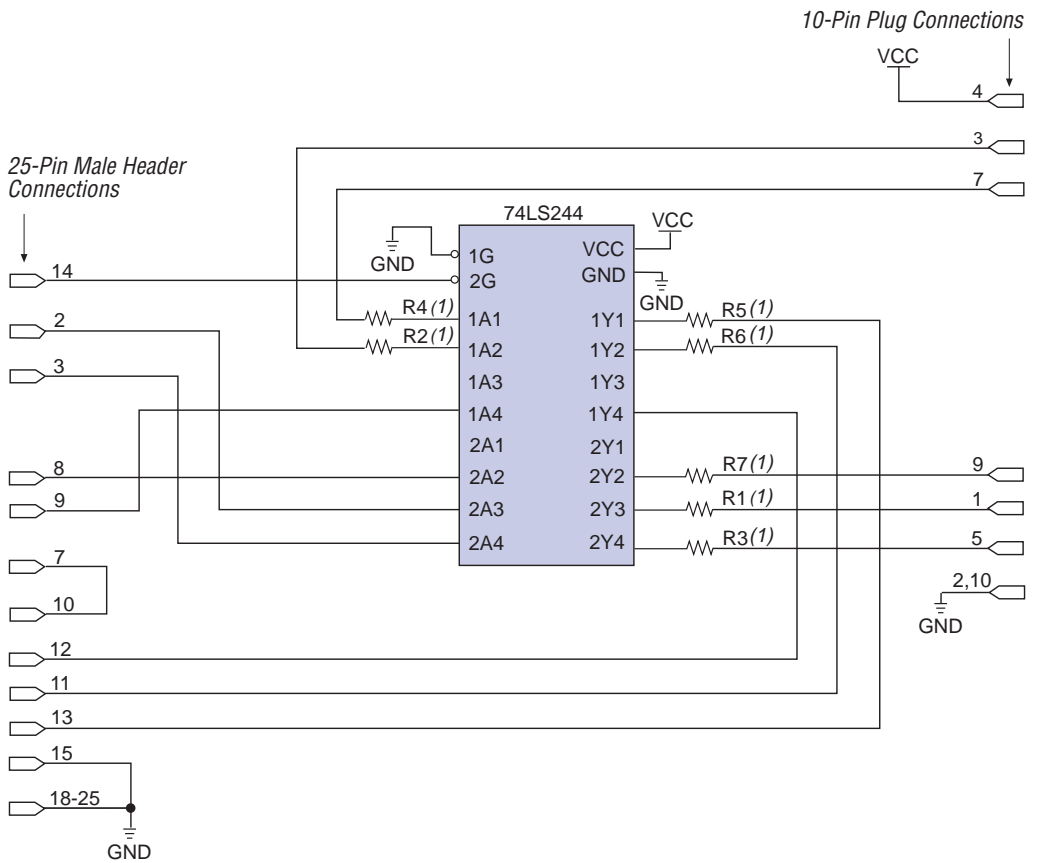 10-Pin Plug Connections
VCC
4
3
7
25-Pin Male Header
Connections
74LS244
VCC
GND
1G
VCC
14
2G
GND
GND
R4(1)
1A1
1Y1
R5(1)
2
R2(1)
1A2
1Y2
R6(1)
3
1A3
1Y3
1A4
1Y4
2A1
2Y1
8
2A2
2Y2
R7(1)
9
9
2A3
2Y3
R1(1)
1
2A4
2Y4
R3(1)
5
7
2,10
GND
10
12
11
13
15
18-25
GND